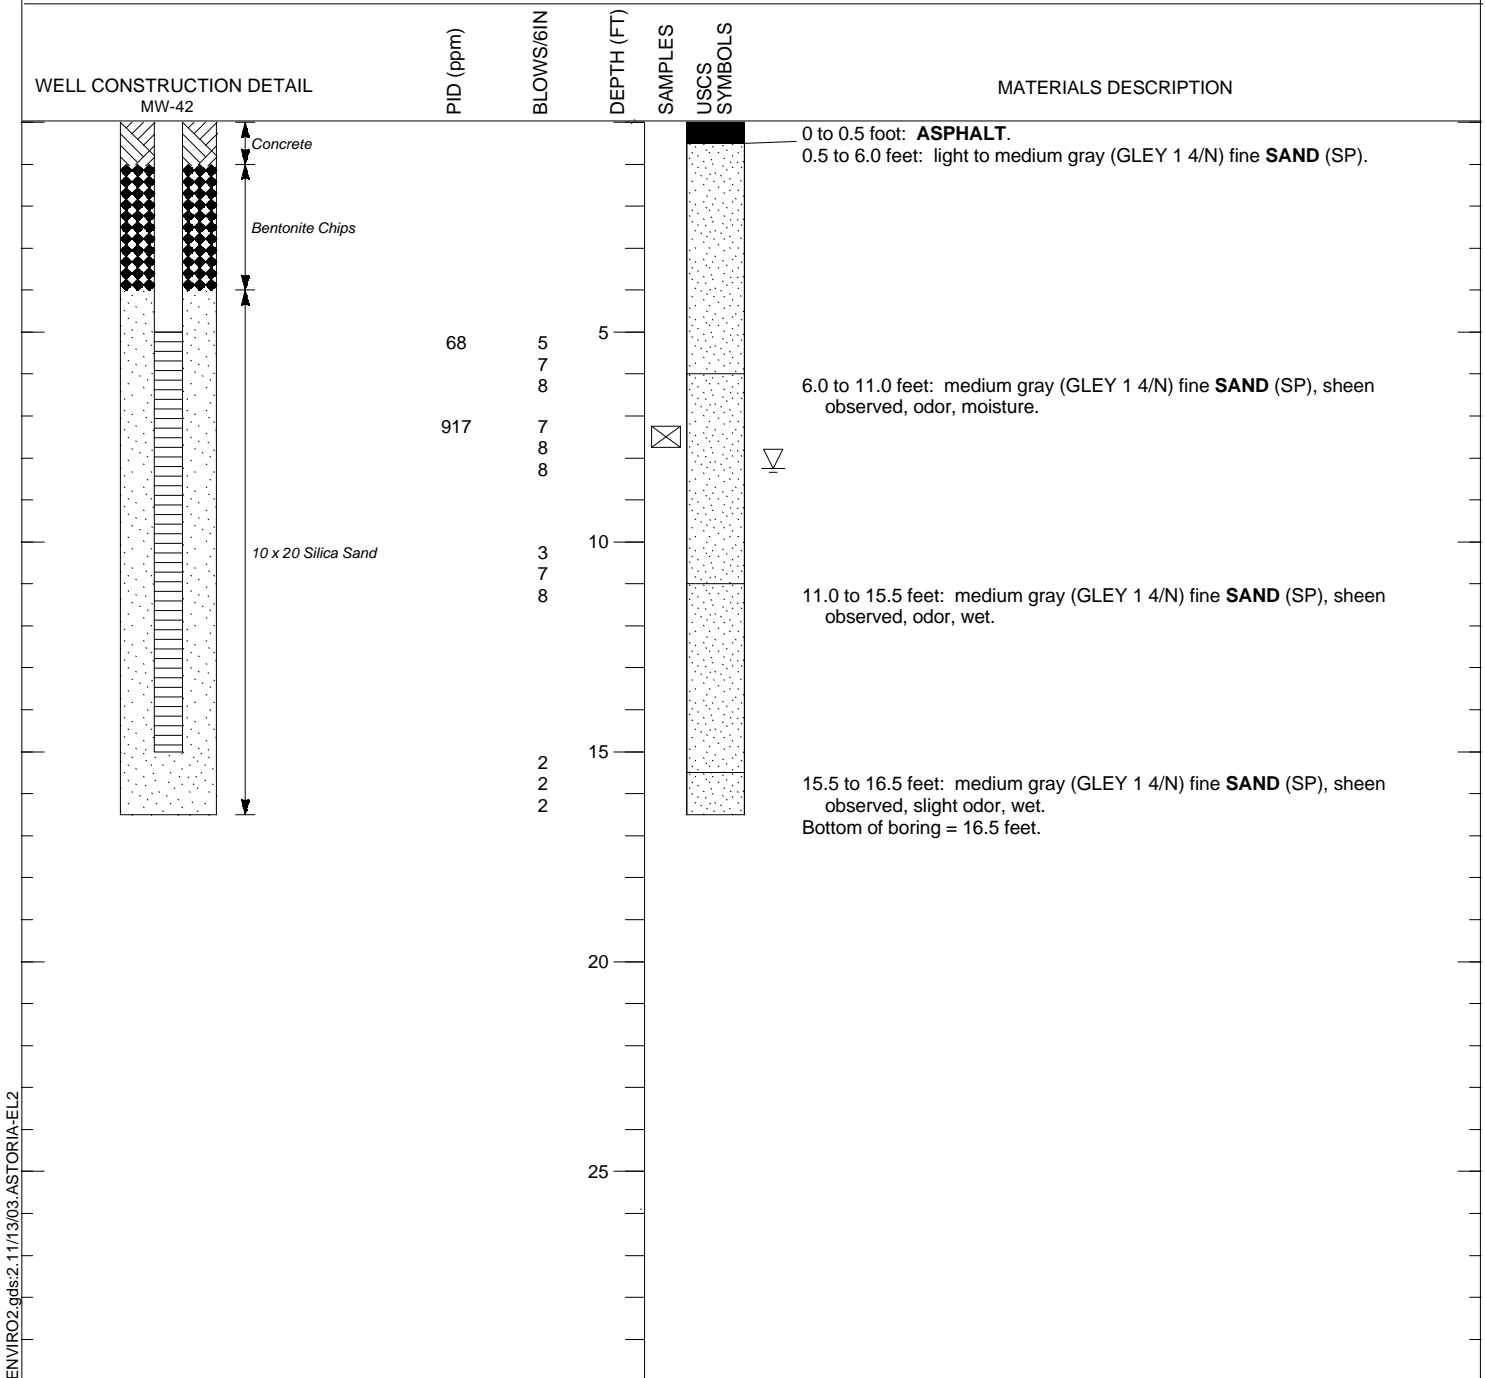 WELL CONSTRUCTION DETAIL
MW-42
PID (ppm)
BLOWS/6IN
DEPTH (FT)
SAMPLES
USCS
SYMBOLS
MATERIALS DESCRIPTION
Concrete
0 to 0.5 foot: ASPHALT.
0.5 to 6.0 feet: light to medium gray (GLEY 1 4/N) fine SAND (SP).
Bentonite Chips
5
68 5
7
8
6.0 to 11.0 feet: medium gray (GLEY 1 4/N) fine SAND (SP), sheen
observed, odor, moisture.
917 7
8
8
10
10 x 20 Silica Sand
3
7
8
11.0 to 15.5 feet: medium gray (GLEY 1 4/N) fine SAND (SP), sheen
observed, odor, wet.
15
2
2
2
15.5 to 16.5 feet: medium gray (GLEY 1 4/N) fine SAND (SP), sheen
observed, slight odor, wet.
Bottom of boring = 16.5 feet.
20
25
ENVIRO2.gds:2.11/13/03.ASTORIA-EL2